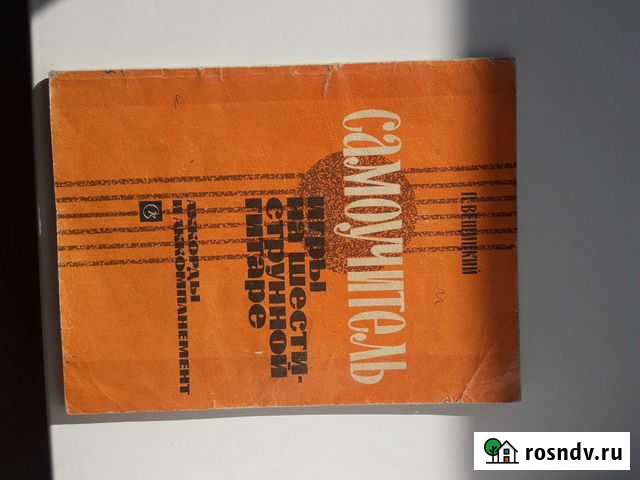 П. ВЕЩИЦКИЙ
самоучитель
игры
на шести-
струнной
гитаре
аккорды
и аккомпанемент
rosndv.ru